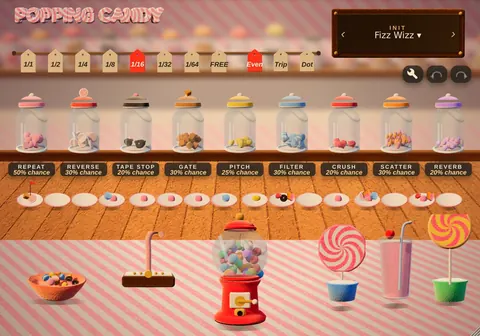 POPPING CANDY
INIT
Fizz Wizz ▾
1/1 1/2 1/4 1/8 1/16 1/32 1/64 FREE Even Trip Dot
REPEAT REVERSE TAPE STOP GATE PITCH FILTER CRUSH SCATTER REVERB
50% chance 30% chance 20% chance 30% chance 25% chance 30% chance 20% chance 30% chance 20% chance